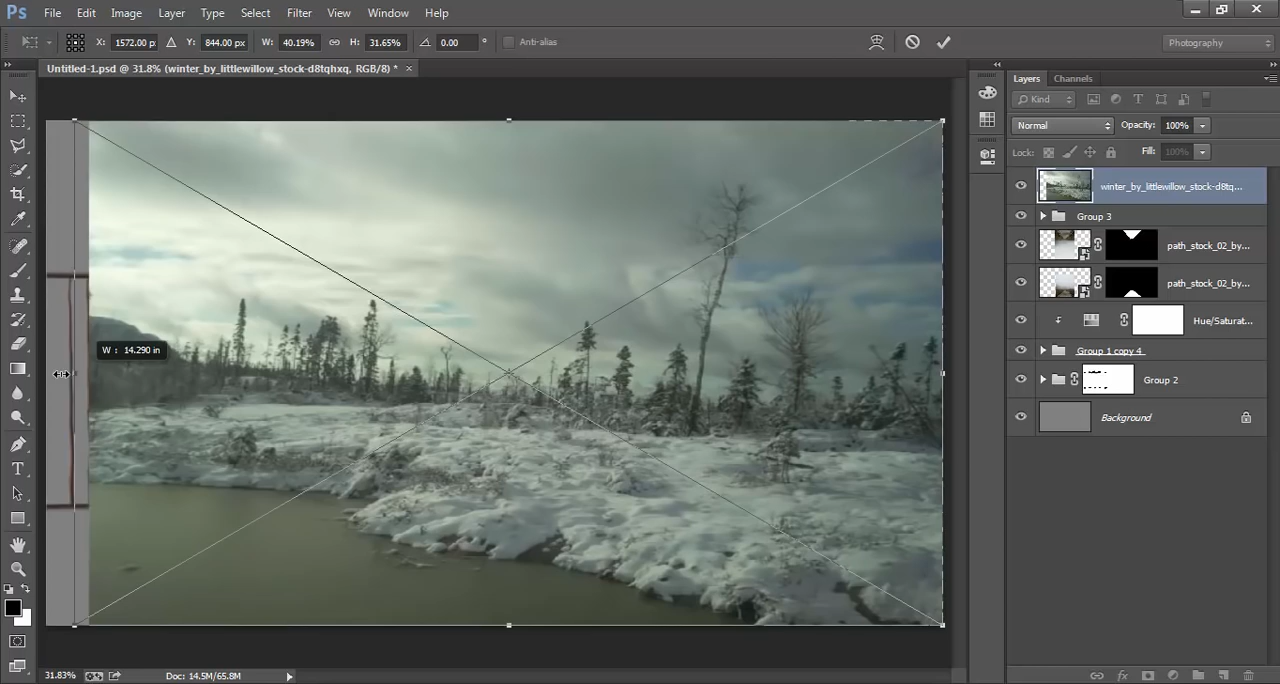 Ps File Edit Image Layer Type Select Filter View Window Help
X: 1572.00 px Y: 844.00 px W: 40.19% H: 31.65% 0.00 ° Anti-alias Photography
Untitled-1.psd @ 31.8% (winter_by_littlewillow_stock-d8tqhxq, RGB/8) * ×
Layers Channels
Kind
Normal Opacity: 100%
Lock: Fill: 100%
winter_by_littlewillow_stock-d8tq...
Group 3
path_stock_02_by...
path_stock_02_by...
Hue/Saturat...
W : 14.290 in
Group 1 copy 4
Group 2
Background
31.83% Doc: 14.5M/65.8M